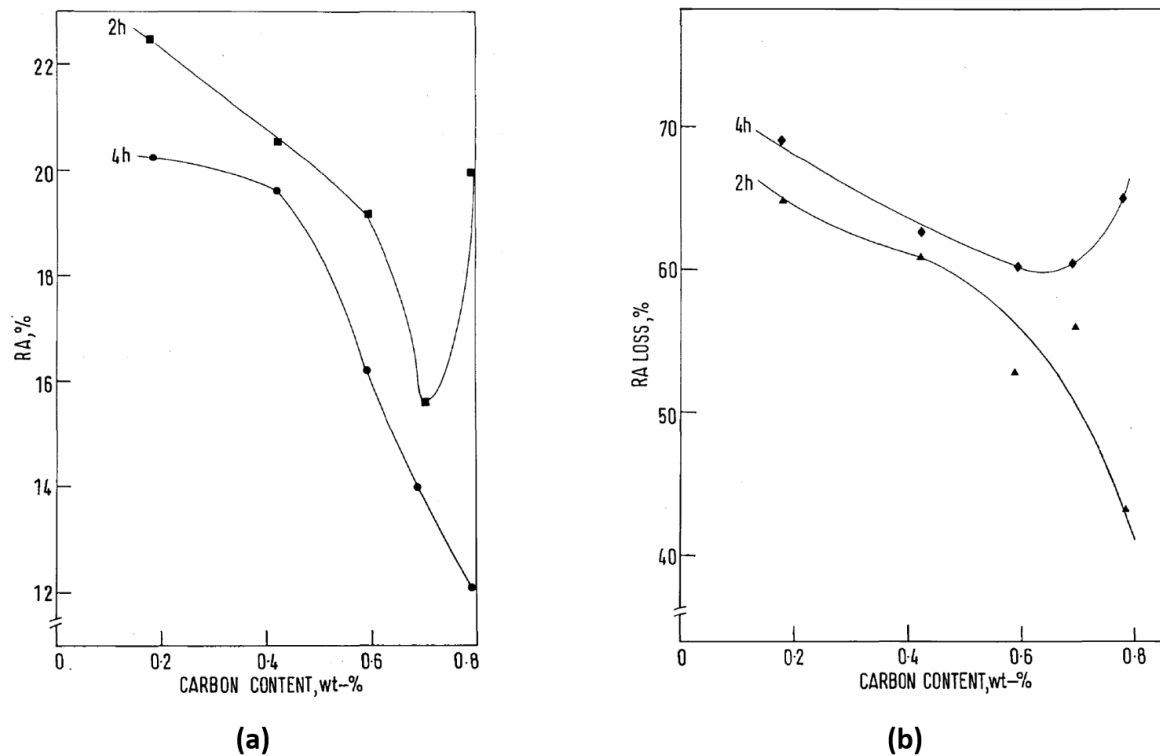 2h
22
4h
20
18
RA,%
16
14
12
0
0·2
0·4
0·6
0·8
CARBON CONTENT,wt-%
(a)
70
4h
2h
60
RA LOSS,%
50
40
0
0·2
0·4
0·6
0·8
CARBON CONTENT,wt-%
(b)